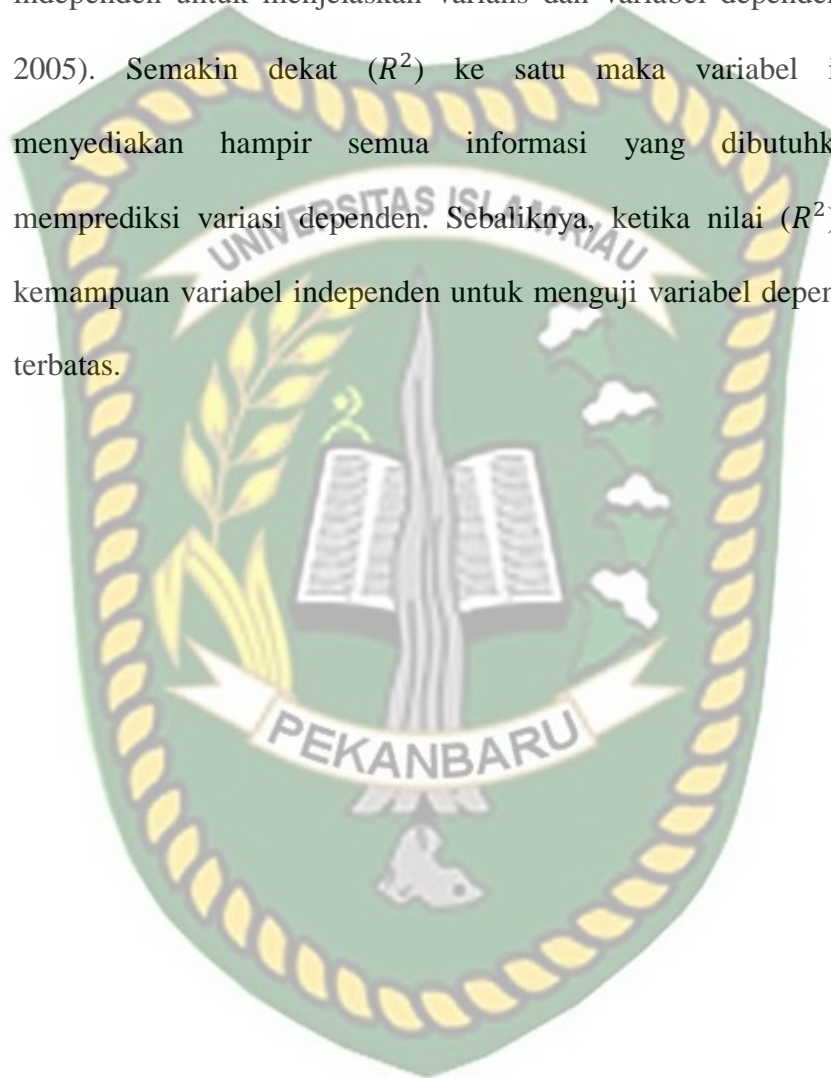 independen untuk menjelaskan varians dari variabel dependen
2005). Semakin dekat (𝑅²) ke satu maka variabel i
menyediakan hampir semua informasi yang dibutuhk
memprediksi variasi dependen. Sebaliknya, ketika nilai (𝑅²)
kemampuan variabel independen untuk menguji variabel depen
terbatas.
UNIVERSITAS ISLAM RIAU
PEKANBARU